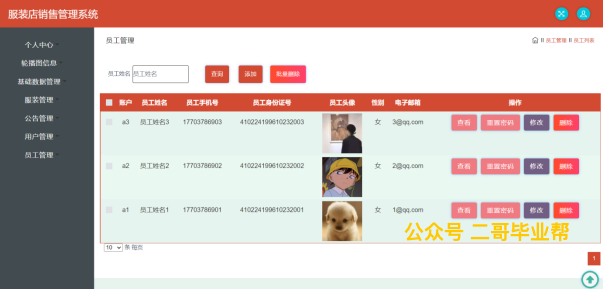 服装店销售管理系统
个人中心
轮播图信息
基础数据管理
服装管理
公告管理
用户管理
员工管理
员工管理
员工管理 员工列表
员工姓名 员工姓名 查询 添加 批量删除
账户 员工姓名 员工手机号 员工身份证号 员工头像 性别 电子邮箱 操作
a3 员工姓名3 17703786903 410224199610232003 女 3@qq.com 查看 重置密码 修改 删除
a2 员工姓名2 17703786902 410224199610232002 女 2@qq.com 查看 重置密码 修改 删除
a1 员工姓名1 17703786901 410224199610232001 女 1@qq.com 查看 重置密码 修改 删除
公众号 二哥毕业帮
10 条 每页
1